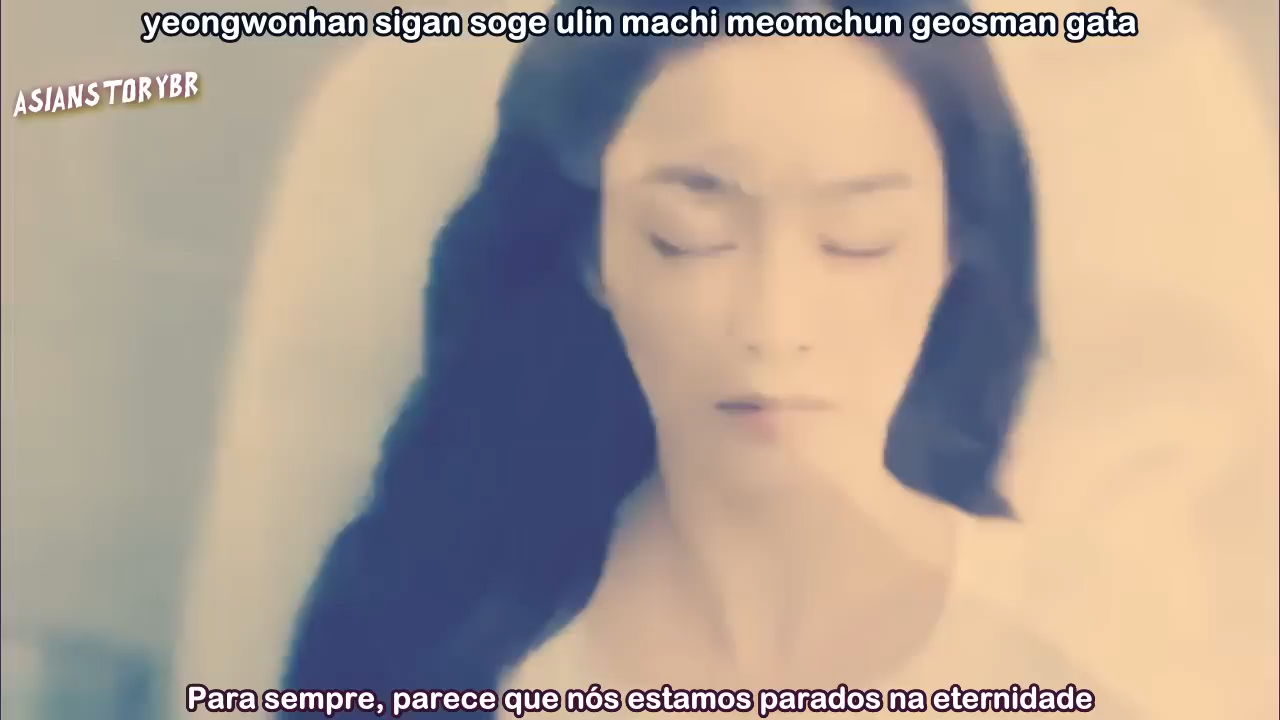 yeongwonhan sigan soge ulin machi meomchun geosman gata
ASIANSTORYBR
Para sempre, parece que nós estamos parados na eternidade